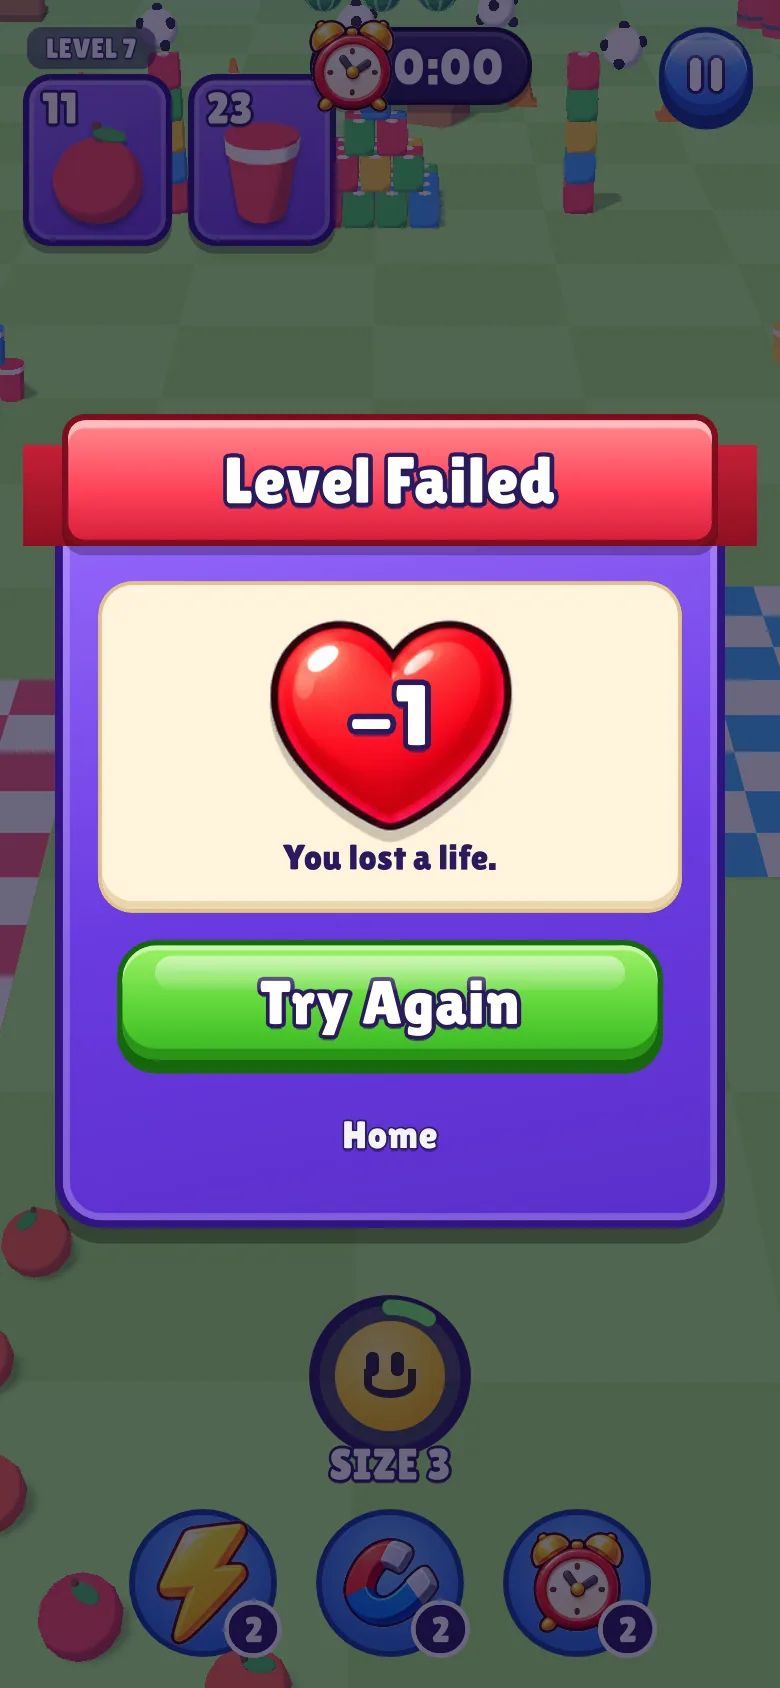 LEVEL 7
0:00
11
23
Level Failed
-1
You lost a life.
Try Again
Home
SIZE 3
2
2
2